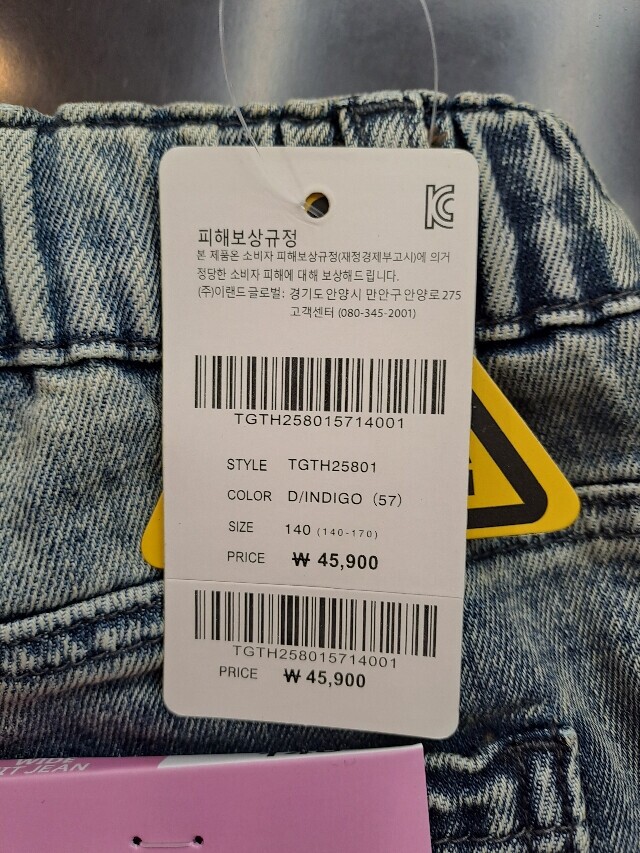 피해보상규정
본 제품은 소비자 피해보상규정(재정경제부고시)에 의거
정당한 소비자 피해에 대해 보상해드립니다.
(주)이랜드글로벌: 경기도 안양시 만안구 안양로 275
고객센터 (080-345-2001)
TGTH258015714001
STYLE TGTH25801
COLOR D/INDIGO (57)
SIZE 140 (140-170)
PRICE ₩ 45,900
TGTH258015714001
PRICE ₩ 45,900
WIDE
IT JEAN